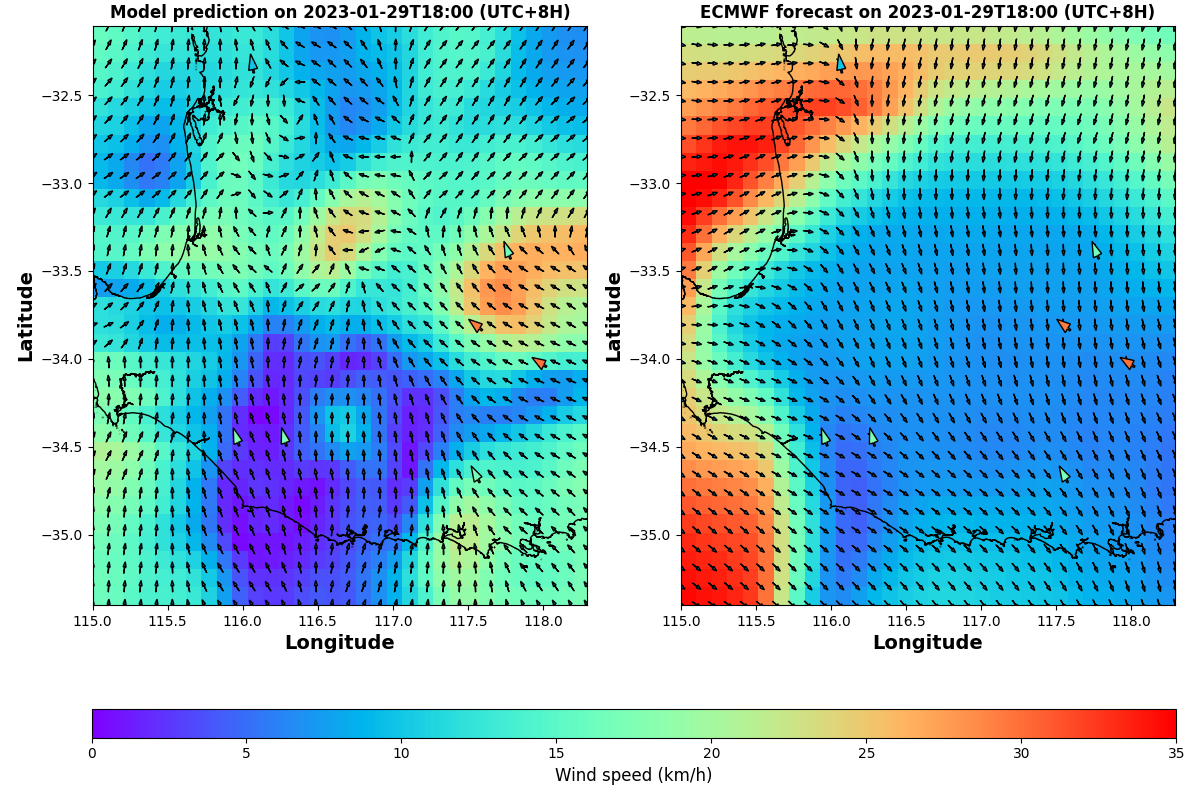 Model prediction on 2023-01-29T18:00 (UTC+8H)
ECMWF forecast on 2023-01-29T18:00 (UTC+8H)
Latitude
−32.5
−33.0
−33.5
−34.0
−34.5
−35.0
115.0 115.5 116.0 116.5 117.0 117.5 118.0
Longitude
Latitude
−32.5
−33.0
−33.5
−34.0
−34.5
−35.0
115.0 115.5 116.0 116.5 117.0 117.5 118.0
Longitude
0 5 10 15 20 25 30 35
Wind speed (km/h)